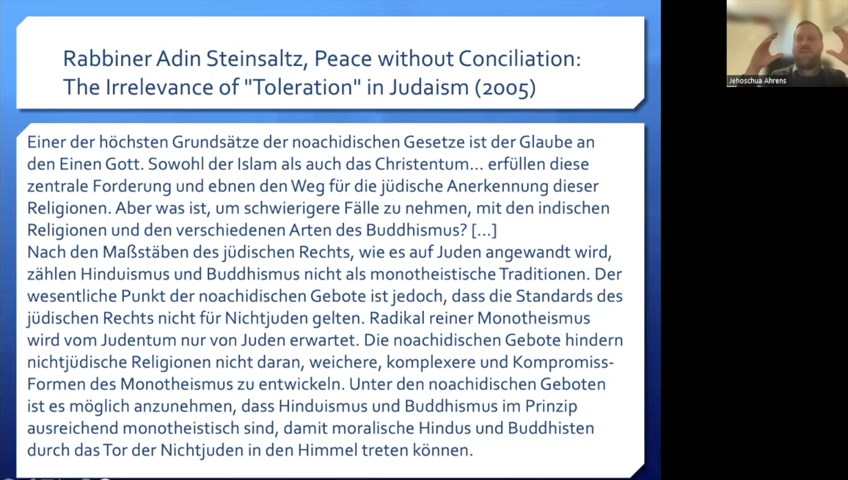 Rabbiner Adin Steinsaltz, Peace without Conciliation:
The Irrelevance of "Toleration" in Judaism (2005)
Jehoschua Ahrens
Einer der höchsten Grundsätze der noachidischen Gesetze ist der Glaube an
den Einen Gott. Sowohl der Islam als auch das Christentum... erfüllen diese
zentrale Forderung und ebnen den Weg für die jüdische Anerkennung dieser
Religionen. Aber was ist, um schwierigere Fälle zu nehmen, mit den indischen
Religionen und den verschiedenen Arten des Buddhismus? [...]
Nach den Maßstäben des jüdischen Rechts, wie es auf Juden angewandt wird,
zählen Hinduismus und Buddhismus nicht als monotheistische Traditionen. Der
wesentliche Punkt der noachidischen Gebote ist jedoch, dass die Standards des
jüdischen Rechts nicht für Nichtjuden gelten. Radikal reiner Monotheismus
wird vom Judentum nur von Juden erwartet. Die noachidischen Gebote hindern
nichtjüdische Religionen nicht daran, weichere, komplexere und Kompromiss-
Formen des Monotheismus zu entwickeln. Unter den noachidischen Geboten
ist es möglich anzunehmen, dass Hinduismus und Buddhismus im Prinzip
ausreichend monotheistisch sind, damit moralische Hindus und Buddhisten
durch das Tor der Nichtjuden in den Himmel treten können.